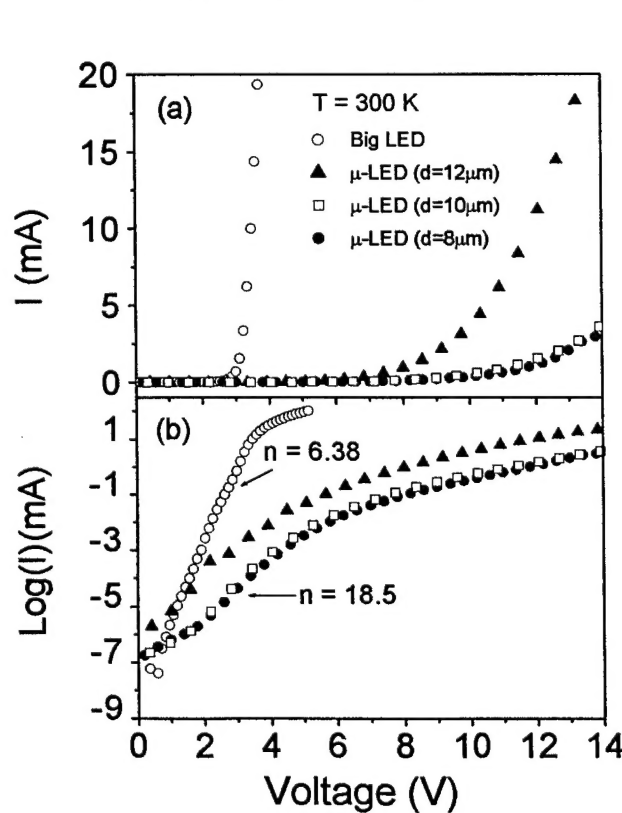 20
15
10
5
0
I (mA)
(a)
T = 300 K
Big LED
μ-LED (d=12μm)
μ-LED (d=10μm)
μ-LED (d=8μm)
1
-1
-3
-5
-7
-9
Log(I)(mA)
(b)
n = 6.38
n = 18.5
0 2 4 6 8 10 12 14
Voltage (V)